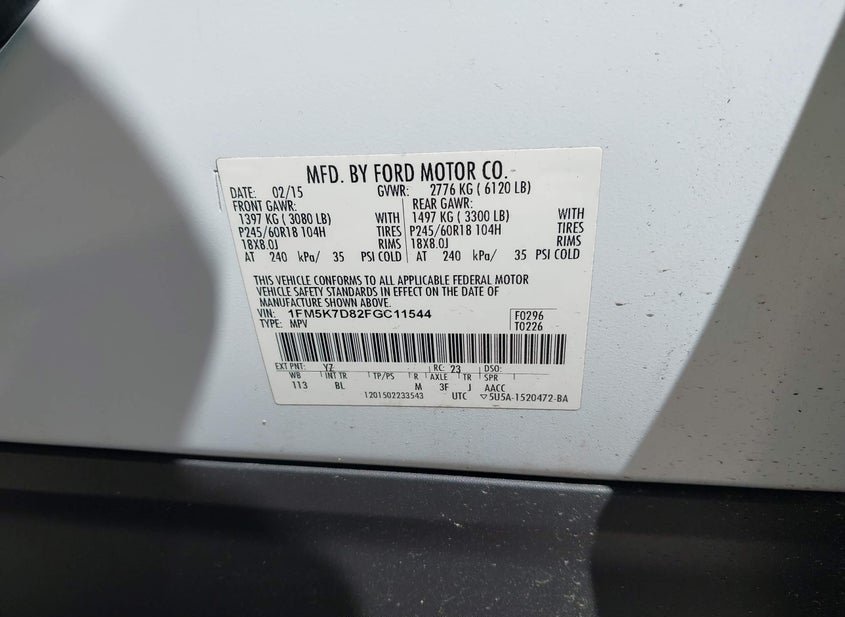 MFD. BY FORD MOTOR CO.
DATE: 02/15 GVWR: 2776 KG ( 6120 LB)
FRONT GAWR: REAR GAWR:
1397 KG ( 3080 LB) WITH 1497 KG ( 3300 LB) WITH
P245/60R18 104H TIRES P245/60R18 104H TIRES
18X8.0J RIMS 18X8.0J RIMS
AT 240 kPa/ 35 PSI COLD AT 240 kPa/ 35 PSI COLD
THIS VEHICLE CONFORMS TO ALL APPLICABLE FEDERAL MOTOR
VEHICLE SAFETY STANDARDS IN EFFECT ON THE DATE OF
MANUFACTURE SHOWN ABOVE.
VIN: 1FM5K7D82FGC11544 F0296
TYPE: MPV T0226
EXT PNT: YZ RC: 23 DSO:
WB INT TR TP/PS R AXLE TR SPR
113 BL M 3F J AACC
1201502233543 UTC ▽5U5A-1520472-BA